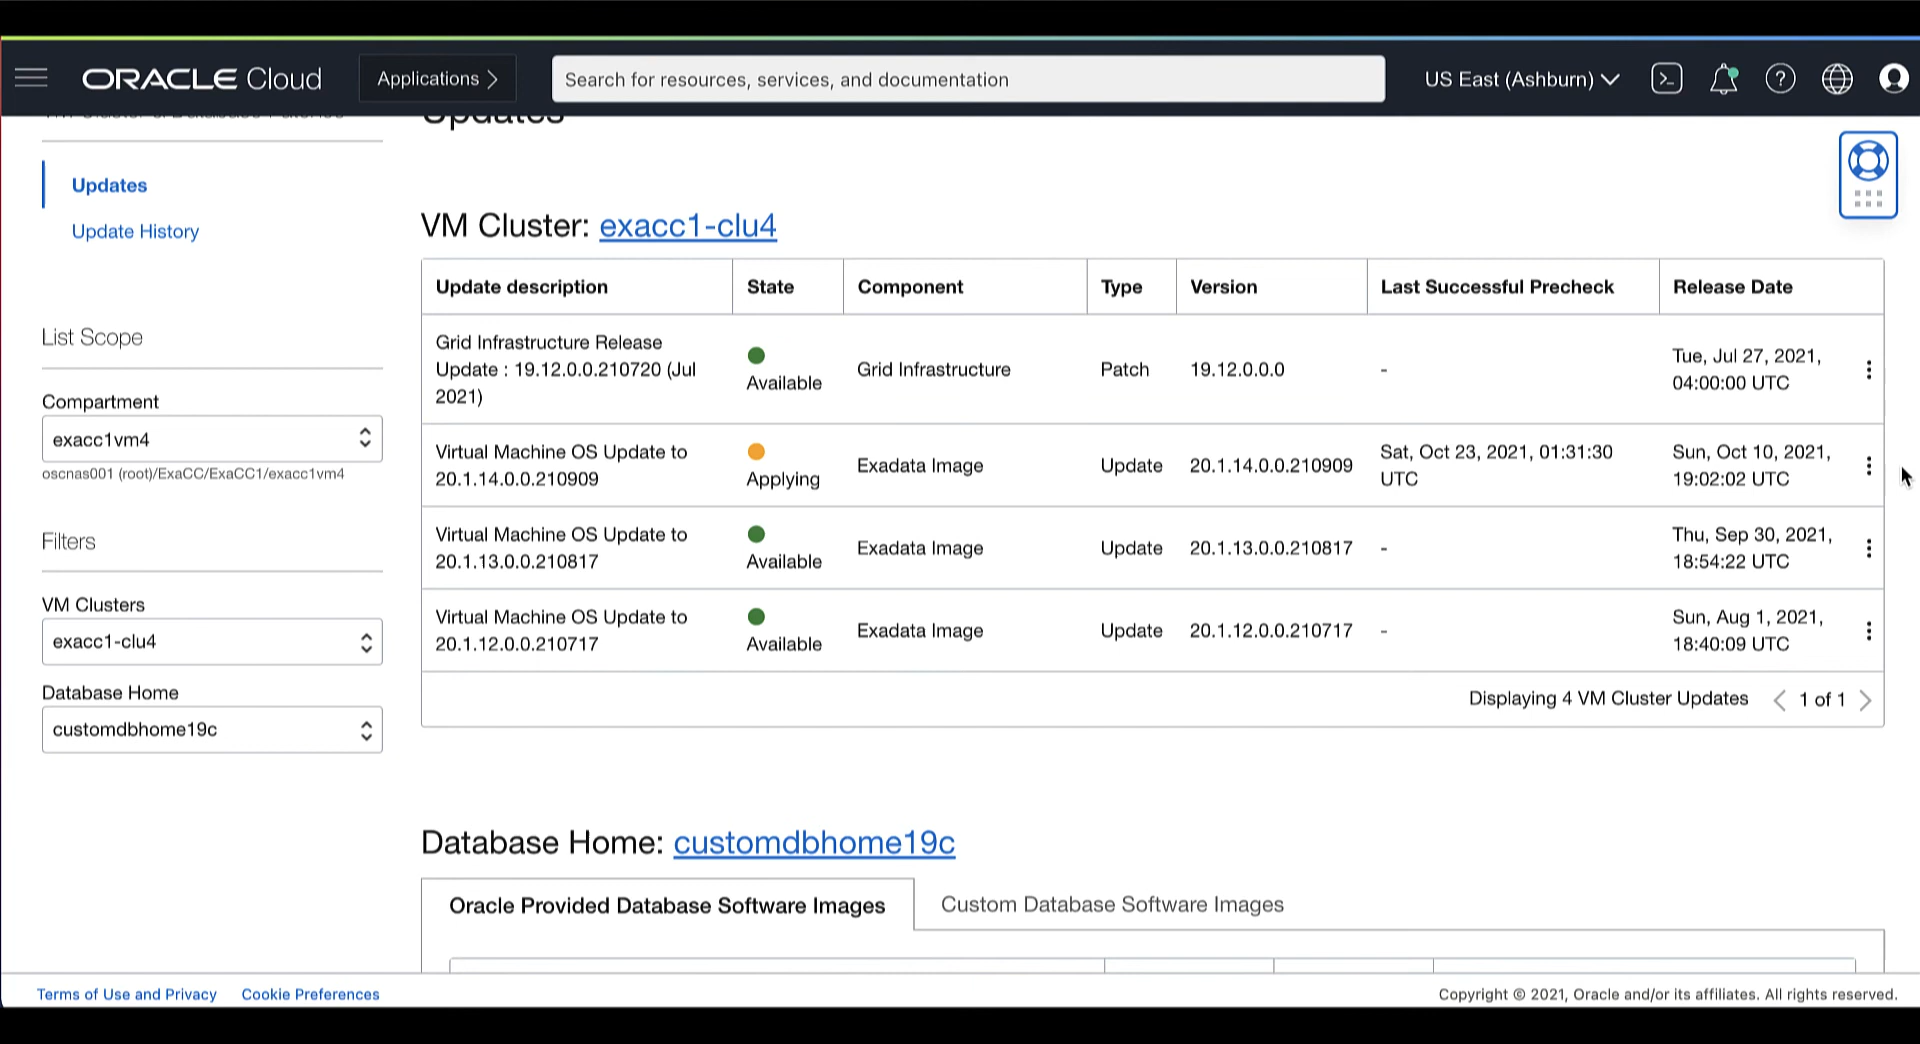 ORACLE Cloud
Applications
Search for resources, services, and documentation
US East (Ashburn)
Updates
Updates
Update History
List Scope
Compartment
exacc1vm4
oscnas001 (root)/ExaCC/ExaCC1/exacc1vm4
Filters
VM Clusters
exacc1-clu4
Database Home
customdbhome19c
VM Cluster: exacc1-clu4
Update description State Component Type Version Last Successful Precheck Release Date
Grid Infrastructure Release
Update : 19.12.0.0.210720 (Jul
2021)
Available
Grid Infrastructure
Patch
19.12.0.0.0
-
Tue, Jul 27, 2021,
04:00:00 UTC
Virtual Machine OS Update to
20.1.14.0.0.210909
Applying
Exadata Image
Update
20.1.14.0.0.210909
Sat, Oct 23, 2021, 01:31:30
UTC
Sun, Oct 10, 2021,
19:02:02 UTC
Virtual Machine OS Update to
20.1.13.0.0.210817
Available
Exadata Image
Update
20.1.13.0.0.210817
-
Thu, Sep 30, 2021,
18:54:22 UTC
Virtual Machine OS Update to
20.1.12.0.0.210717
Available
Exadata Image
Update
20.1.12.0.0.210717
-
Sun, Aug 1, 2021,
18:40:09 UTC
Displaying 4 VM Cluster Updates < 1 of 1 >
Database Home: customdbhome19c
Oracle Provided Database Software Images
Custom Database Software Images
Terms of Use and Privacy
Cookie Preferences
Copyright © 2021, Oracle and/or its affiliates. All rights reserved.